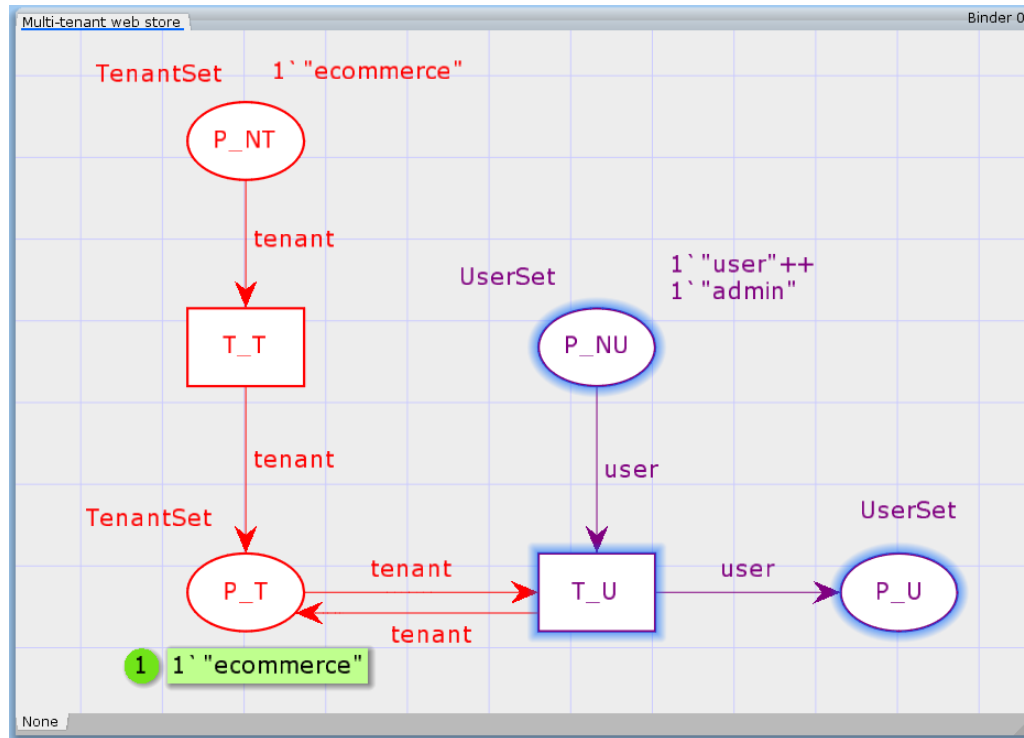 Multi-tenant web store
Binder 0
TenantSet
1`"ecommerce"
P_NT
tenant
UserSet
1`"user"++
1`"admin"
T_T
P_NU
tenant
user
TenantSet
UserSet
P_T
tenant
T_U
user
P_U
tenant
1
1`"ecommerce"
None